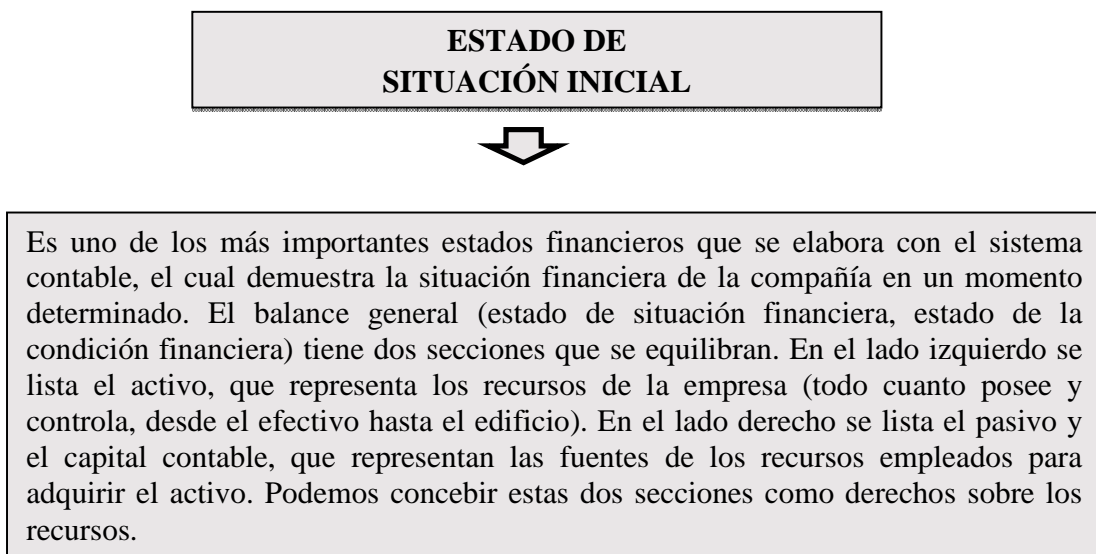 ESTADO DE
SITUACIÓN INICIAL
Es uno de los más importantes estados financieros que se elabora con el sistema
contable, el cual demuestra la situación financiera de la compañía en un momento
determinado. El balance general (estado de situación financiera, estado de la
condición financiera) tiene dos secciones que se equilibran. En el lado izquierdo se
lista el activo, que representa los recursos de la empresa (todo cuanto posee y
controla, desde el efectivo hasta el edificio). En el lado derecho se lista el pasivo y
el capital contable, que representan las fuentes de los recursos empleados para
adquirir el activo. Podemos concebir estas dos secciones como derechos sobre los
recursos.